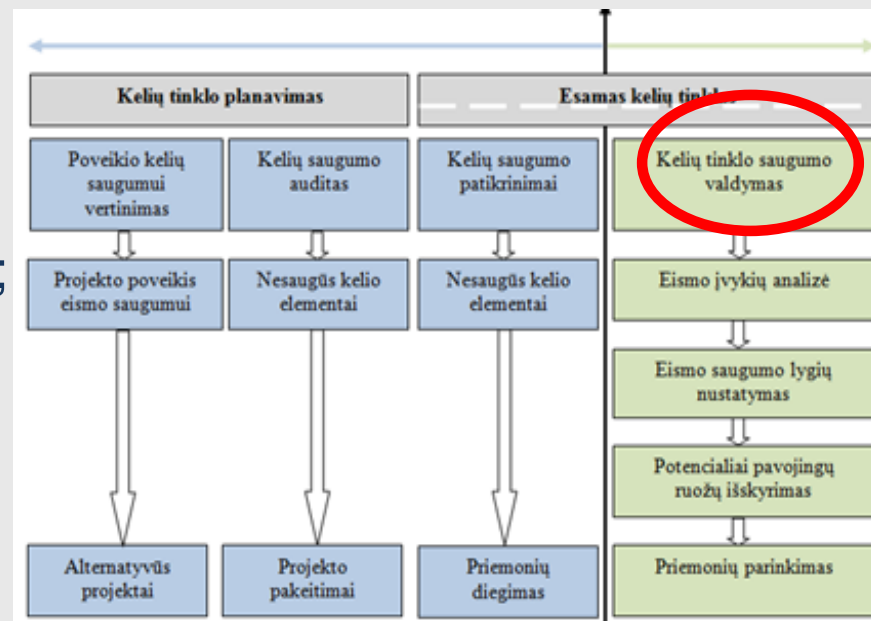 Kelių tinklo planavimas
Esamas kelių tinklas
Poveikio kelių
saugumui
vertinimas
Kelių saugumo
auditas
Kelių saugumo
patikrinimai
Kelių tinklo saugumo
valdymas
Projekto poveikis
eismo saugumui
Nesaugūs kelio
elementai
Nesaugūs kelio
elementai
Eismo įvykių analizė
Eismo saugumo lygių
nustatymas
Potencialiai pavojingų
ruožų išskyrimas
Alternatyvūs
projektai
Projekto
pakeitimai
Priemonių
diegimas
Priemonių parinkimas